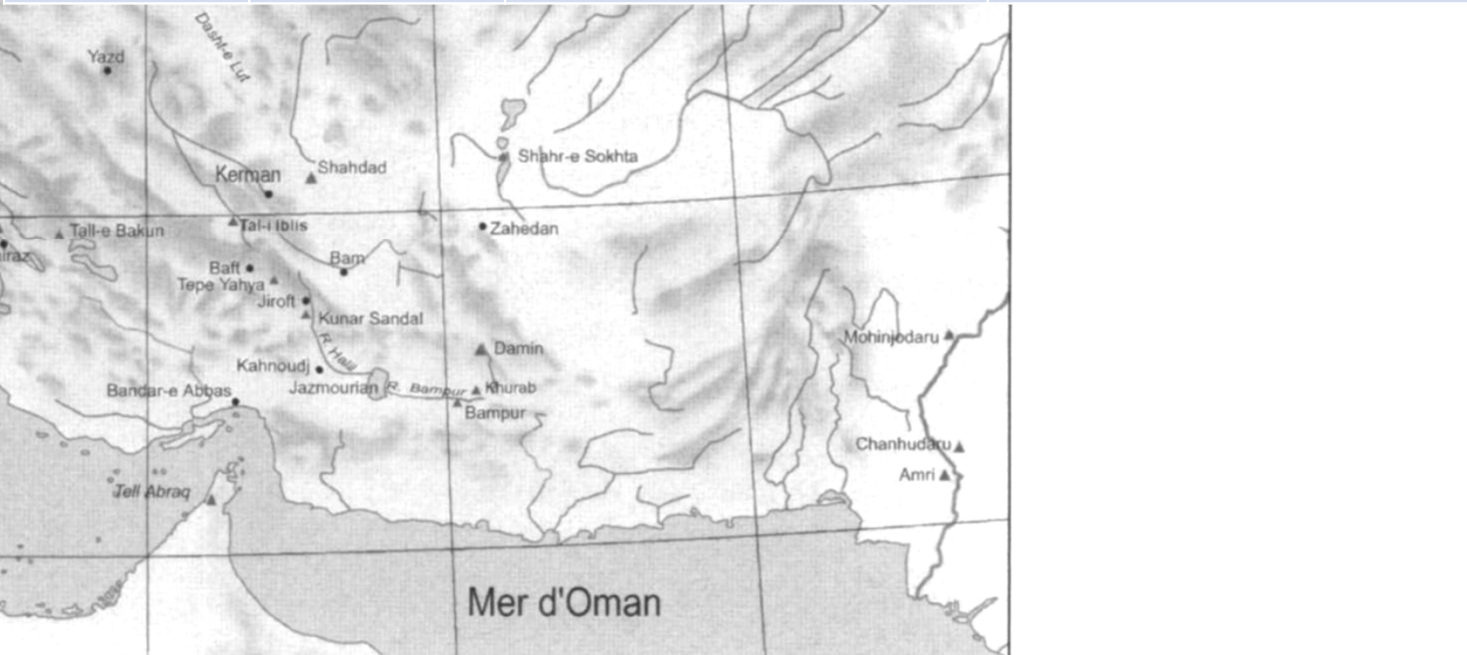 Dasht-e Lut
Yazd
Shahdad
Shahr-e Sokhta
Kerman
Tal-i Iblis
Tall-e Bakun
Zahedan
iraz
Bam
Baft
Tepe Yahya
Jiroft
Kunar Sandal
Mohinjodaru
R. Halil
Damin
Kahnoudj
Jazmourian
R. Bampur
Khurab
Bandar-e Abbas
Bampur
Chanhudaru
Amri
Tell Abraq
Mer d'Oman